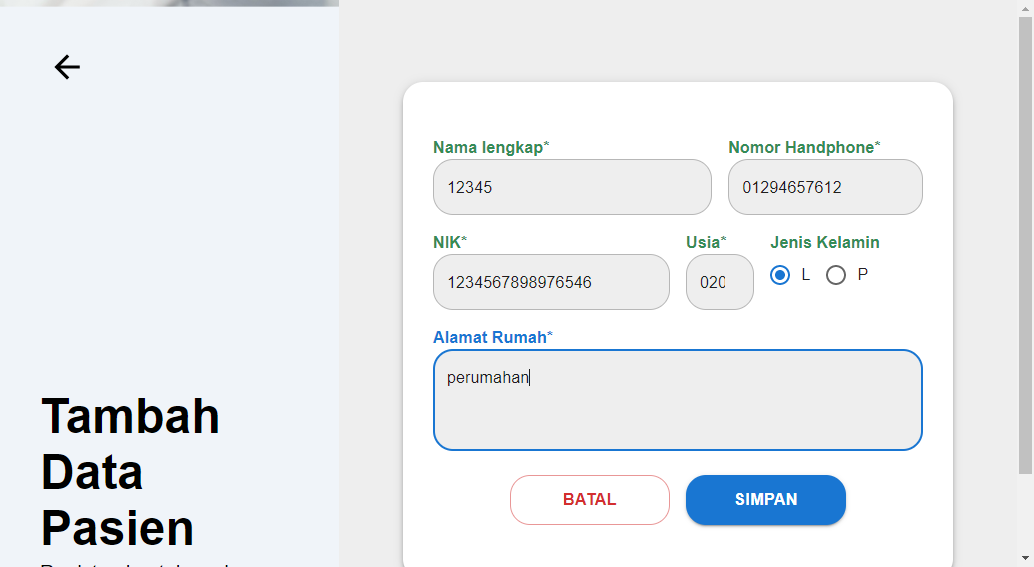 Tambah
Data
Pasien
Nama lengkap*
Nomor Handphone*
12345
01294657612
NIK*
Usia*
Jenis Kelamin
1234567898976546
020
L
P
Alamat Rumah*
perumahan
BATAL
SIMPAN